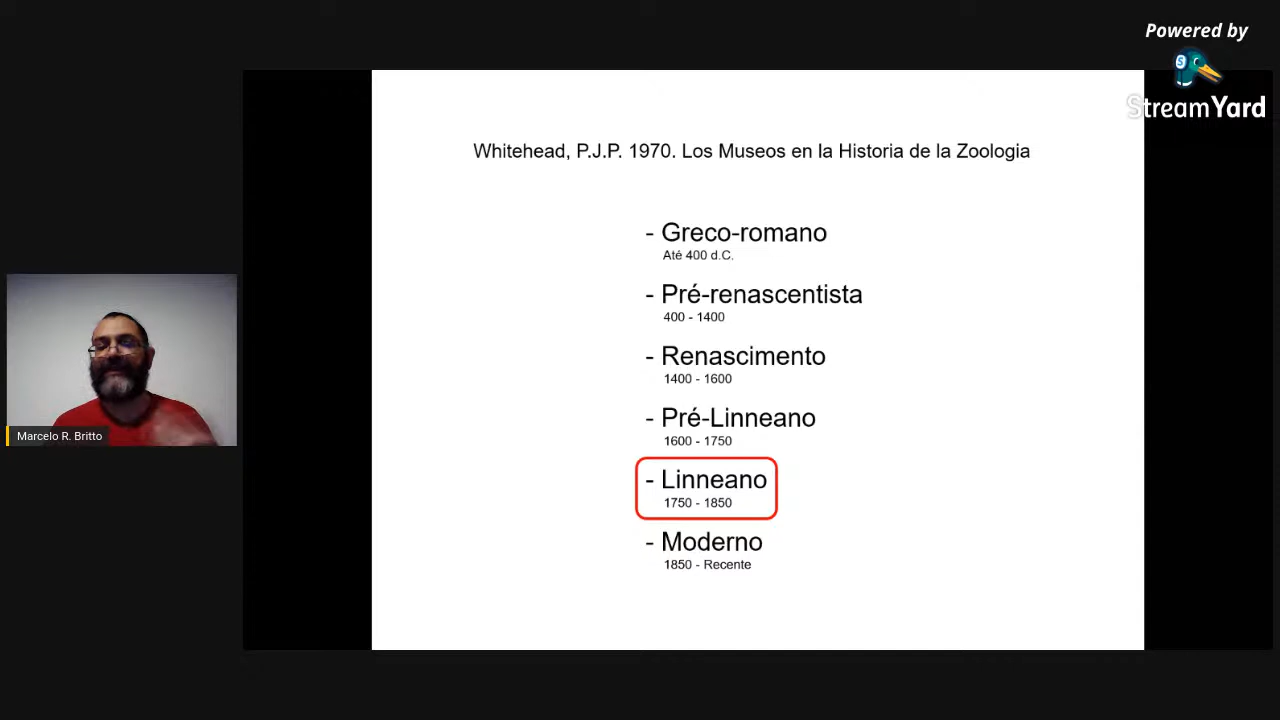 Powered by
StreamYard
Whitehead, P.J.P. 1970. Los Museos en la Historia de la Zoologia
- Greco-romano
Até 400 d.C.
- Pré-renascentista
400 - 1400
- Renascimento
1400 - 1600
- Pré-Linneano
1600 - 1750
- Linneano
1750 - 1850
- Moderno
1850 - Recente
Marcelo R. Britto